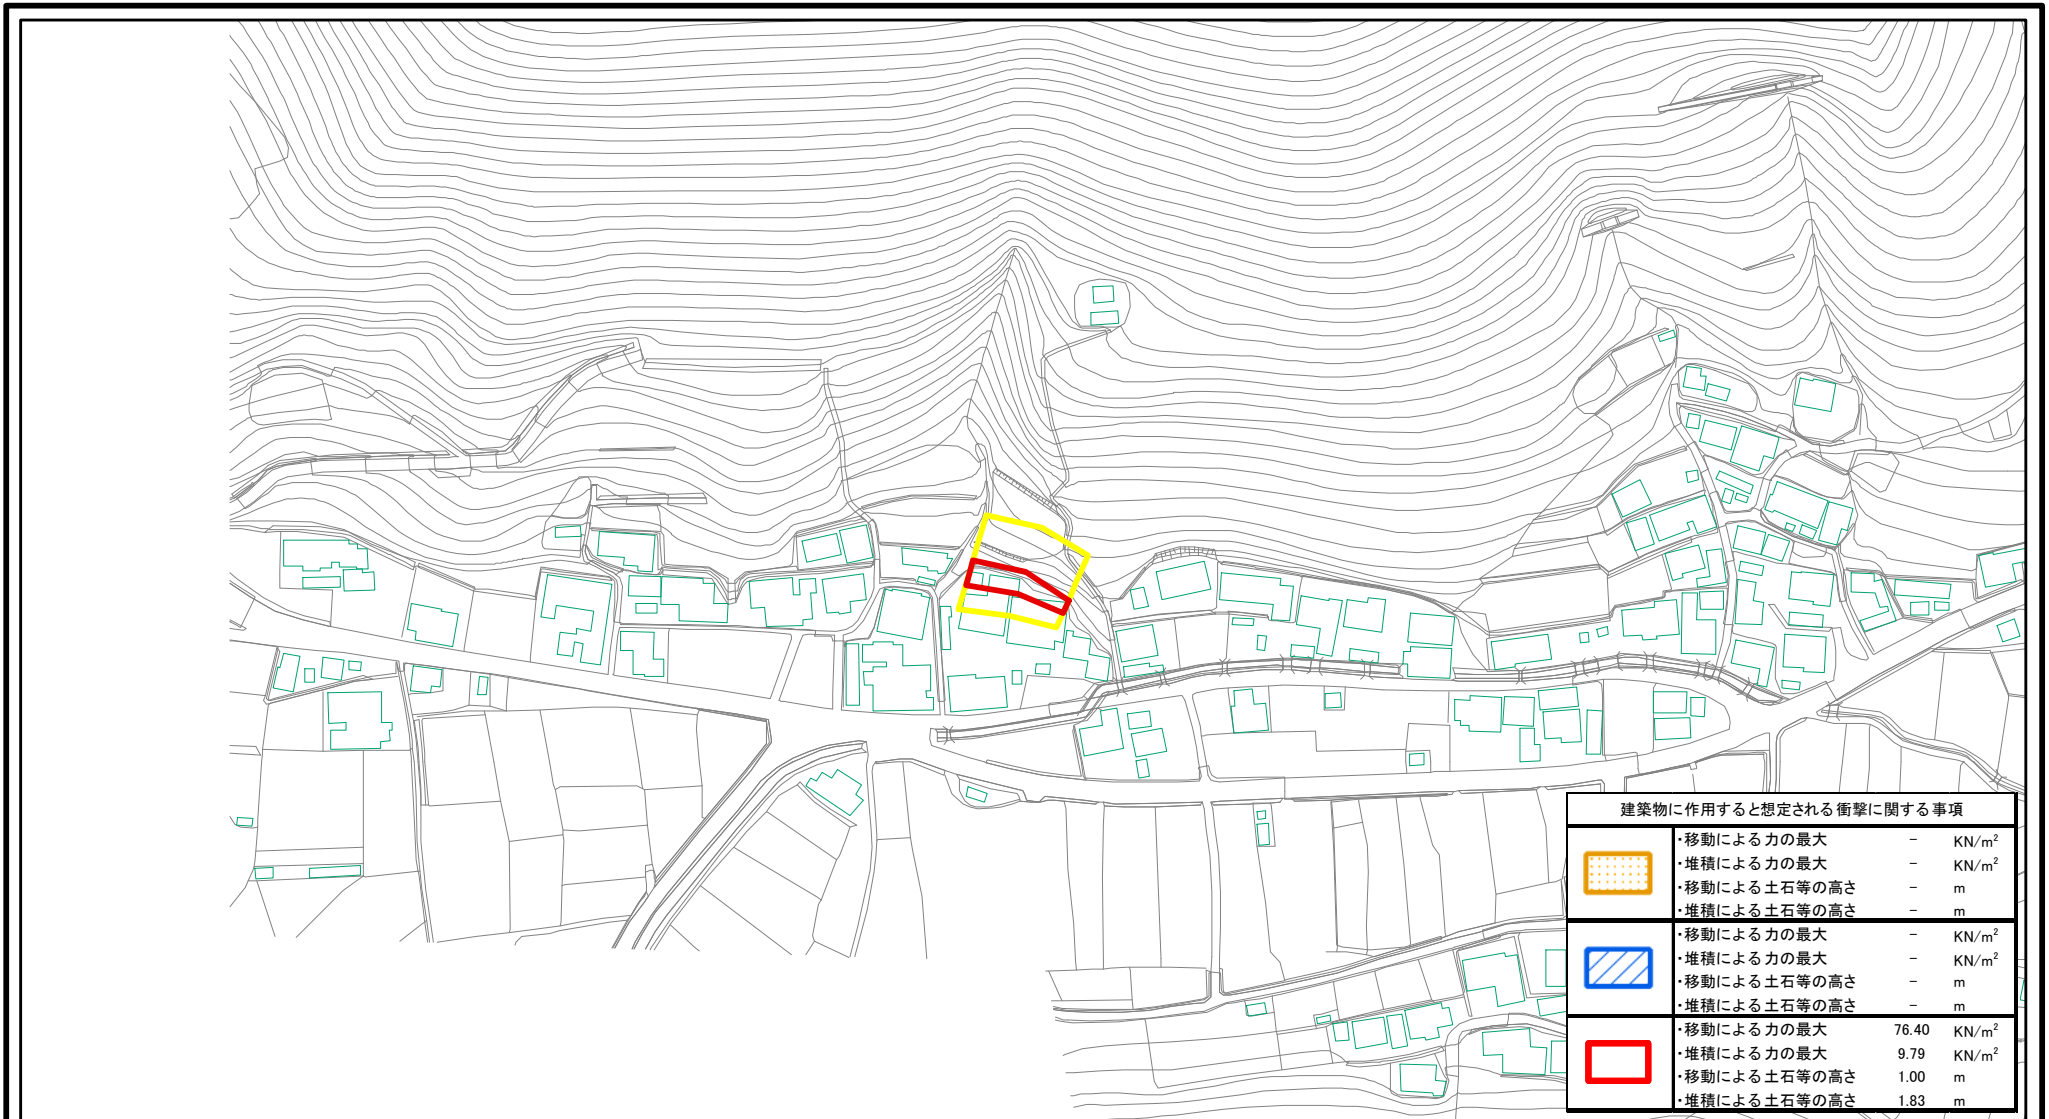 建築物に作用すると想定される衝撃に関する事項
・移動による力の最大 － KN/m²
・堆積による力の最大 － KN/m²
・移動による土石等の高さ － m
・堆積による土石等の高さ － m
・移動による力の最大 － KN/m²
・堆積による力の最大 － KN/m²
・移動による土石等の高さ － m
・堆積による土石等の高さ － m
・移動による力の最大 76.40 KN/m²
・堆積による力の最大 9.79 KN/m²
・移動による土石等の高さ 1.00 m
・堆積による土石等の高さ 1.83 m